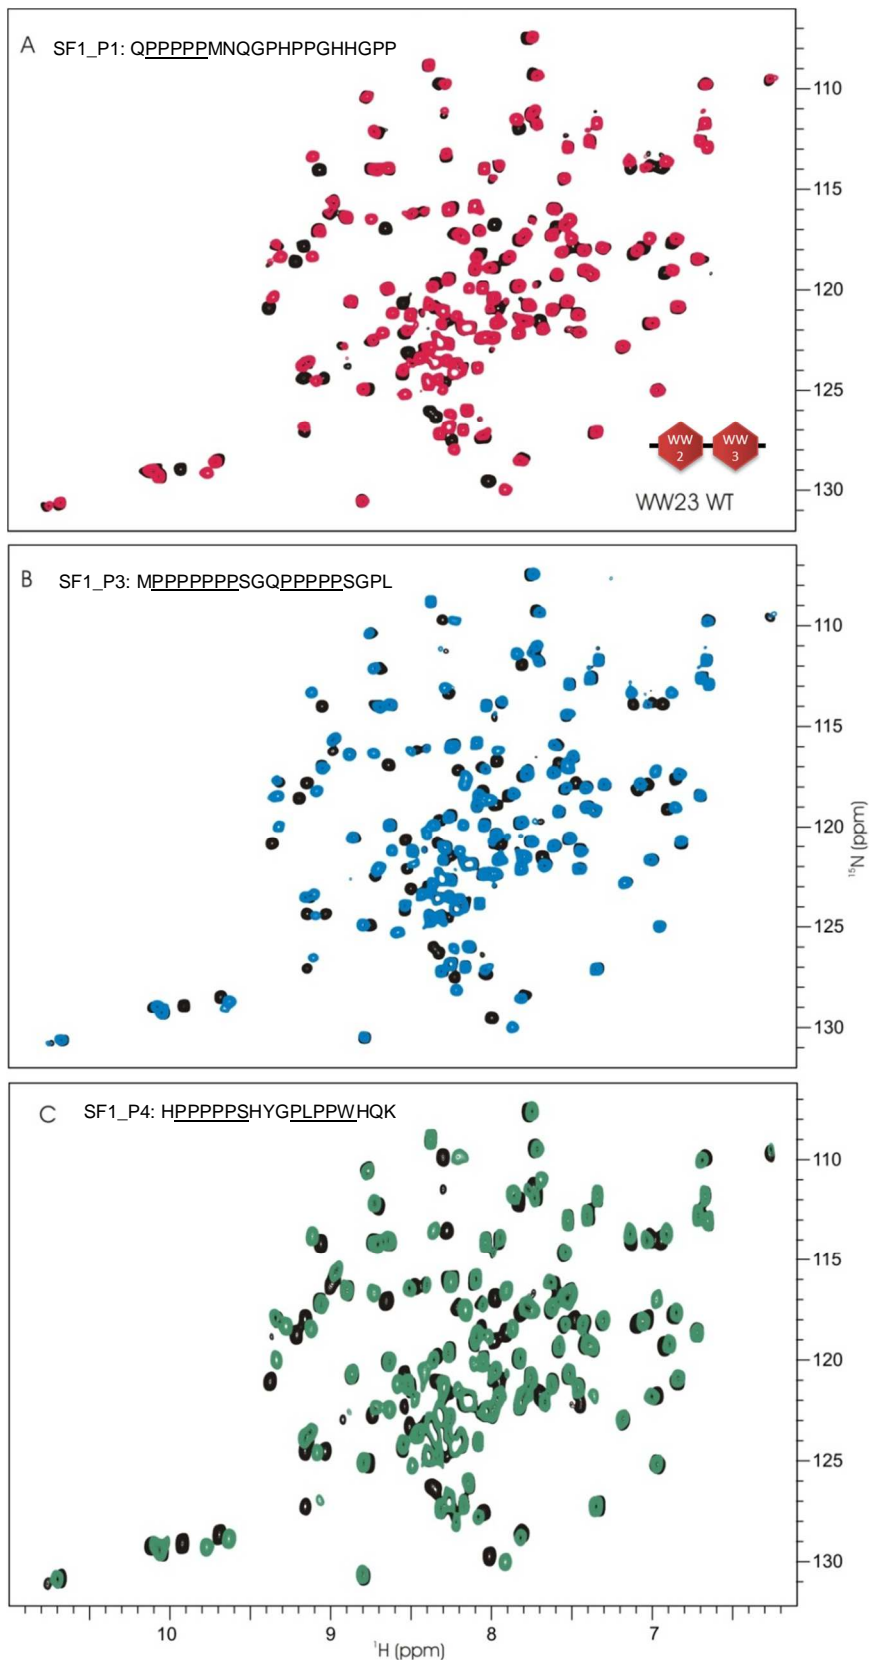 A SF1_P1: QPPPPPMNQGPHPPGHHGPP
110
115
120
125
WW 2 WW 3
130
WW23 WT
B SF1_P3: MPPPPPPPSGQPPPPPSGPL
110
115
120
15N (ppm)
125
130
C SF1_P4: HPPPPPSHYGPLPPWHQK
110
115
120
125
130
10 9 8 7
1H (ppm)